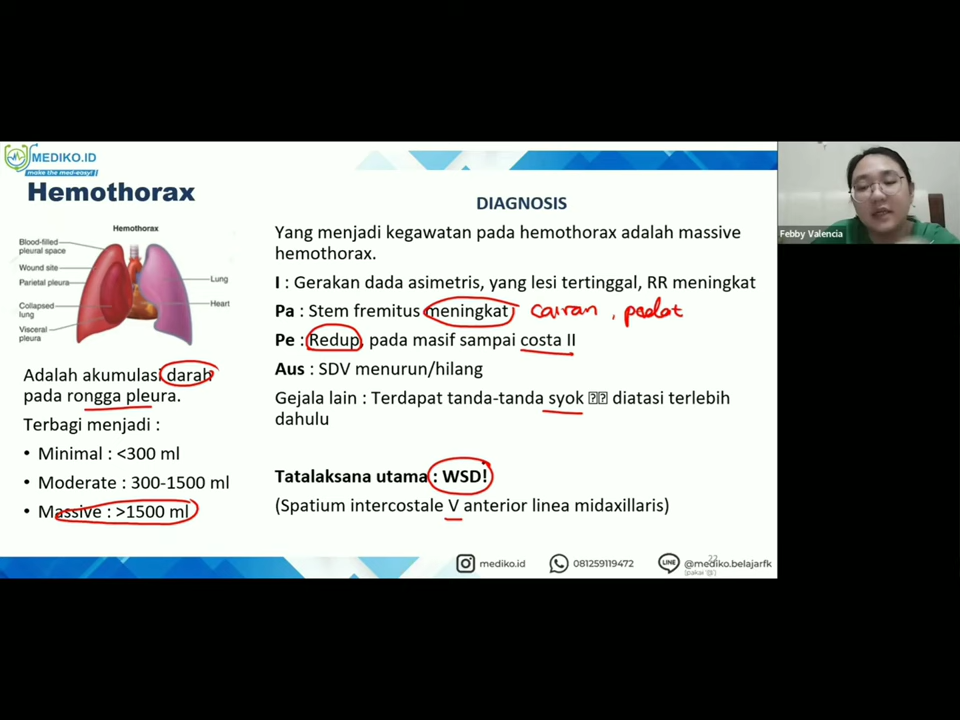 MEDIKO.ID
make the med-easy!
Hemothorax
Hemothorax
Blood-filled
pleural space
Wound site
Parietal pleura
Collapsed
lung
Visceral
pleura
Lung
Heart
Adalah akumulasi darah
pada rongga pleura.
Terbagi menjadi :
• Minimal : <300 ml
• Moderate : 300-1500 ml
• Massive : >1500 ml
DIAGNOSIS
Yang menjadi kegawatan pada hemothorax adalah massive
hemothorax.
I : Gerakan dada asimetris, yang lesi tertinggal, RR meningkat
Pa : Stem fremitus meningkat cairan , padat
Pe : Redup, pada masif sampai costa II
Aus : SDV menurun/hilang
Gejala lain : Terdapat tanda-tanda syok diatasi terlebih
dahulu
Tatalaksana utama : WSD!
(Spatium intercostale V anterior linea midaxillaris)
mediko.id
081259119472
22
@mediko.belajarfk
(pakai '@')
Febby Valencia